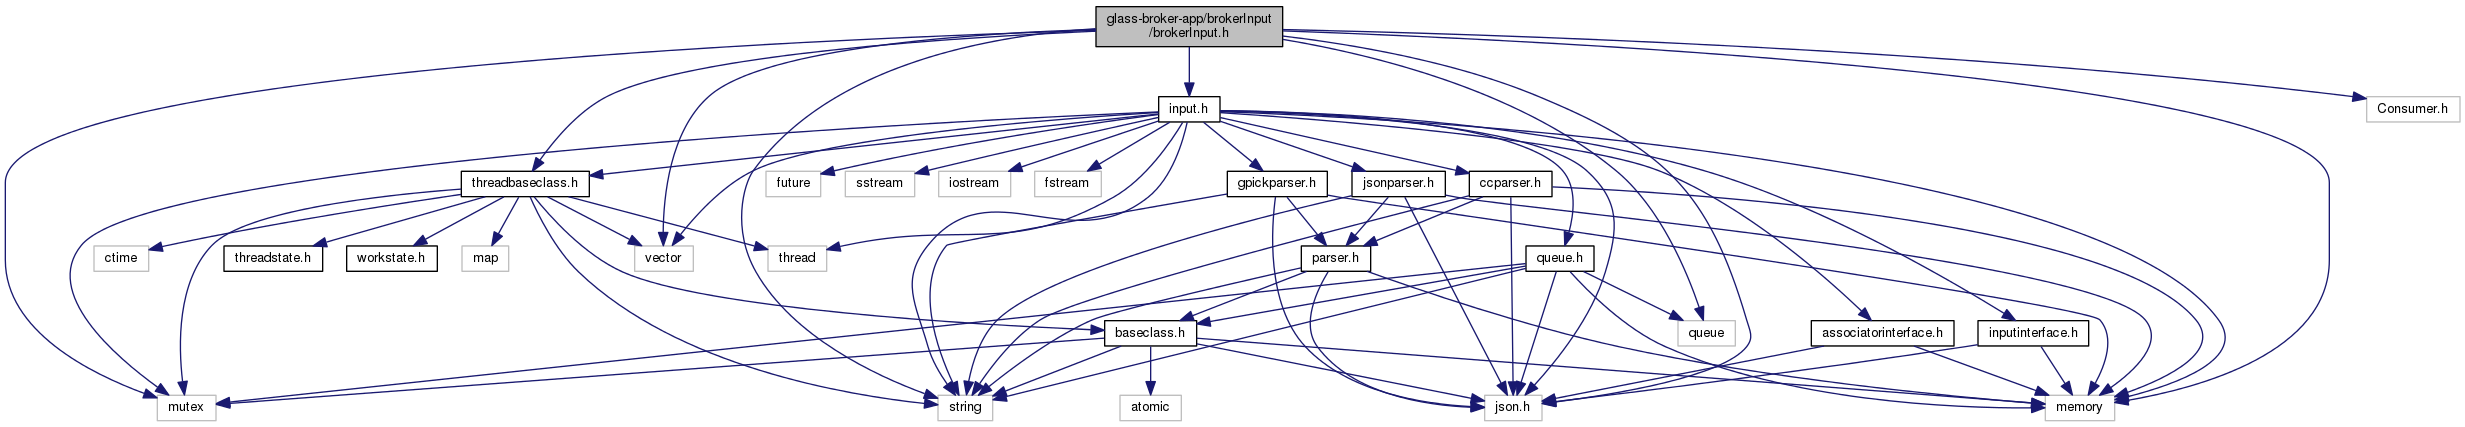 glass-broker-app/brokerInput
/brokerInput.h
input.h
Consumer.h
threadbaseclass.h
future
sstream
iostream
fstream
gpickparser.h
jsonparser.h
ccparser.h
ctime
threadstate.h
workstate.h
map
vector
thread
parser.h
queue.h
baseclass.h
queue
associatorinterface.h
inputinterface.h
mutex
string
atomic
json.h
memory